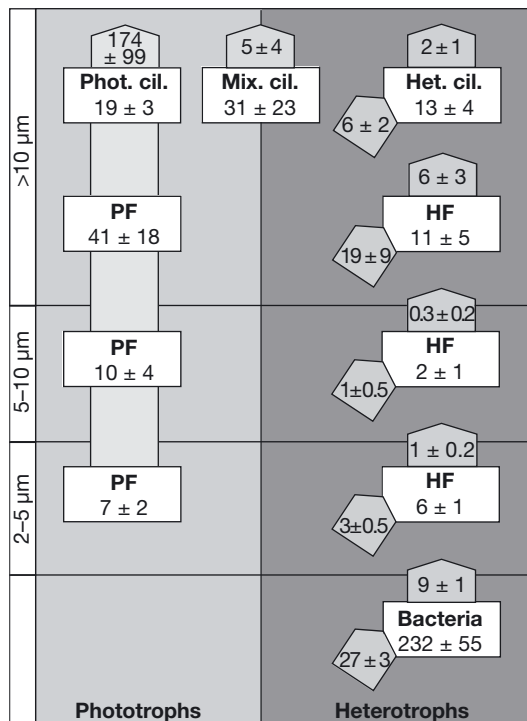 174
± 99
5 ± 4
2 ± 1
Phot. cil.
19 ± 3
Mix. cil.
31 ± 23
Het. cil.
13 ± 4
6 ± 2
>10 µm
6 ± 3
PF
41 ± 18
HF
11 ± 5
19 ± 9
0.3 ± 0.2
5–10 µm
PF
10 ± 4
HF
2 ± 1
1±0.5
1 ± 0.2
2–5 µm
PF
7 ± 2
HF
6 ± 1
3±0.5
9 ± 1
Bacteria
232 ± 55
27 ± 3
Phototrophs
Heterotrophs